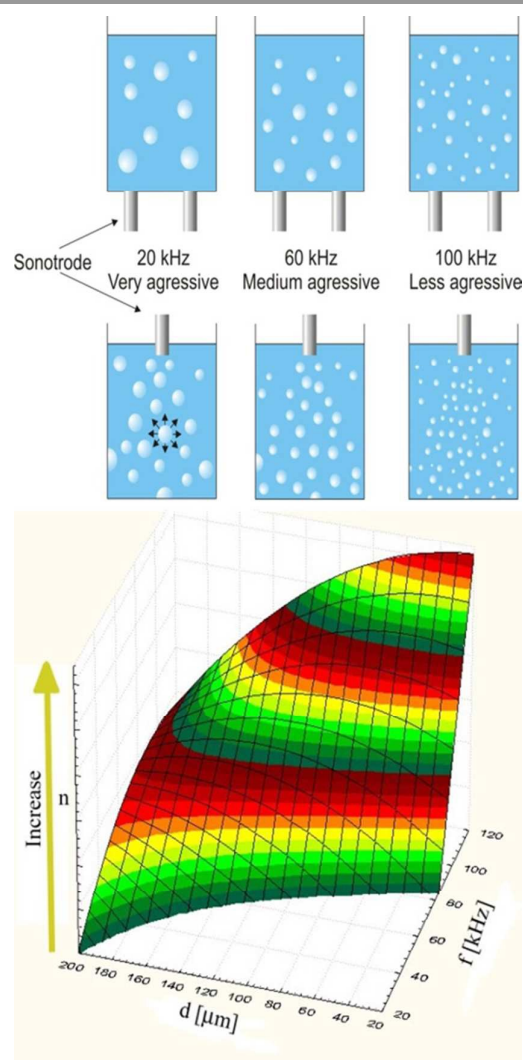 Sonotrode
20 kHz
Very agressive
60 kHz
Medium agressive
100 kHz
Less agressive
Increase
n
200 180 160 140 120 100 80 60 40 20
d [μm]
20
40
60
80
100
120
f [kHz]